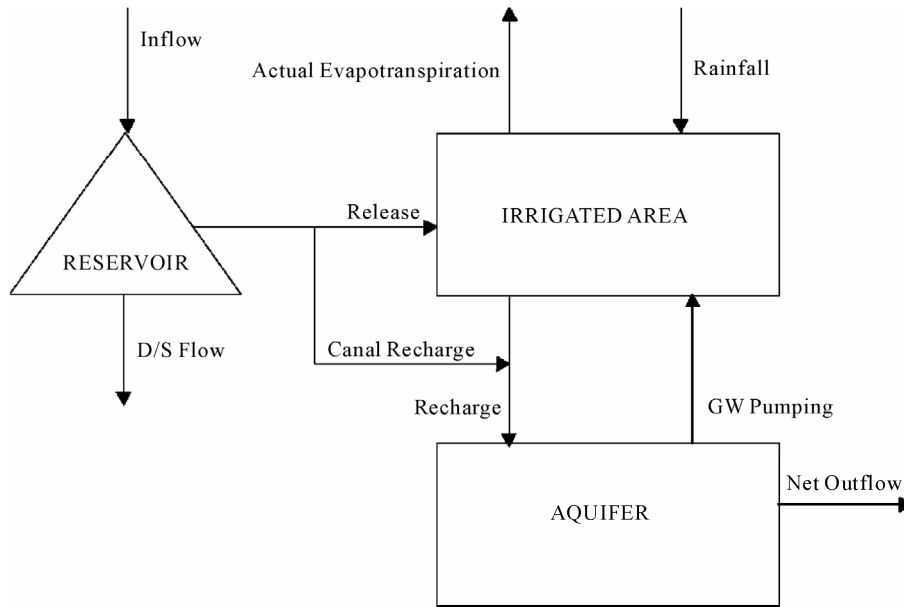 Inflow
Actual Evapotranspiration
Rainfall
Release
IRRIGATED AREA
RESERVOIR
D/S Flow
Canal Recharge
Recharge
GW Pumping
Net Outflow
AQUIFER